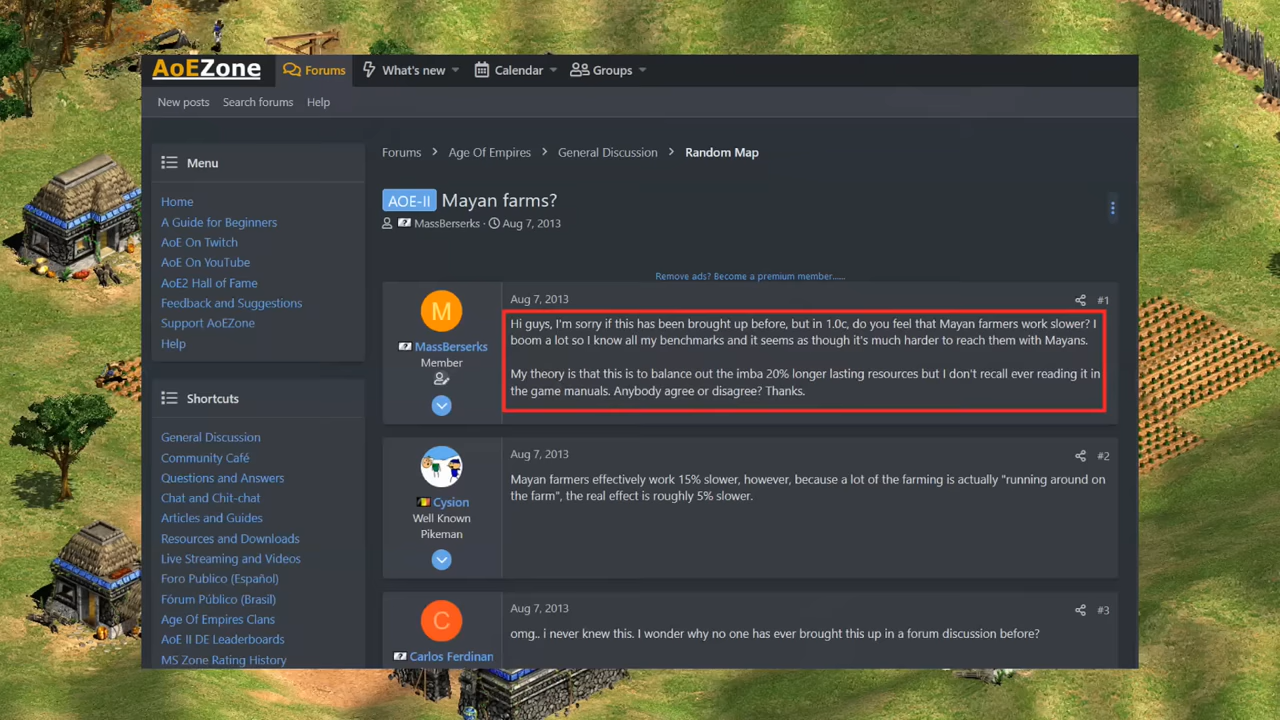 AoEZone
Forums
What's new
Calendar
Groups
New posts
Search forums
Help
Menu
Home
A Guide for Beginners
AoE On Twitch
AoE On YouTube
AoE2 Hall of Fame
Feedback and Suggestions
Support AoEZone
Help
Shortcuts
General Discussion
Community Café
Questions and Answers
Chat and Chit-chat
Articles and Guides
Resources and Downloads
Live Streaming and Videos
Foro Publico (Español)
Fórum Público (Brasil)
Age Of Empires Clans
AoE II DE Leaderboards
MS Zone Rating History
Forums > Age Of Empires > General Discussion > Random Map
AOE-II Mayan farms?
MassBerserks · Aug 7, 2013
Remove ads? Become a premium member......
M
MassBerserks
Member
Aug 7, 2013
#1
Hi guys, I'm sorry if this has been brought up before, but in 1.0c, do you feel that Mayan farmers work slower? I
boom a lot so I know all my benchmarks and it seems as though it's much harder to reach them with Mayans.
My theory is that this is to balance out the imba 20% longer lasting resources but I don't recall ever reading it in
the game manuals. Anybody agree or disagree? Thanks.
Cysion
Well Known
Pikeman
Aug 7, 2013
#2
Mayan farmers effectively work 15% slower, however, because a lot of the farming is actually "running around on
the farm", the real effect is roughly 5% slower.
C
Carlos Ferdinan
Aug 7, 2013
#3
omg.. i never knew this. I wonder why no one has ever brought this up in a forum discussion before?